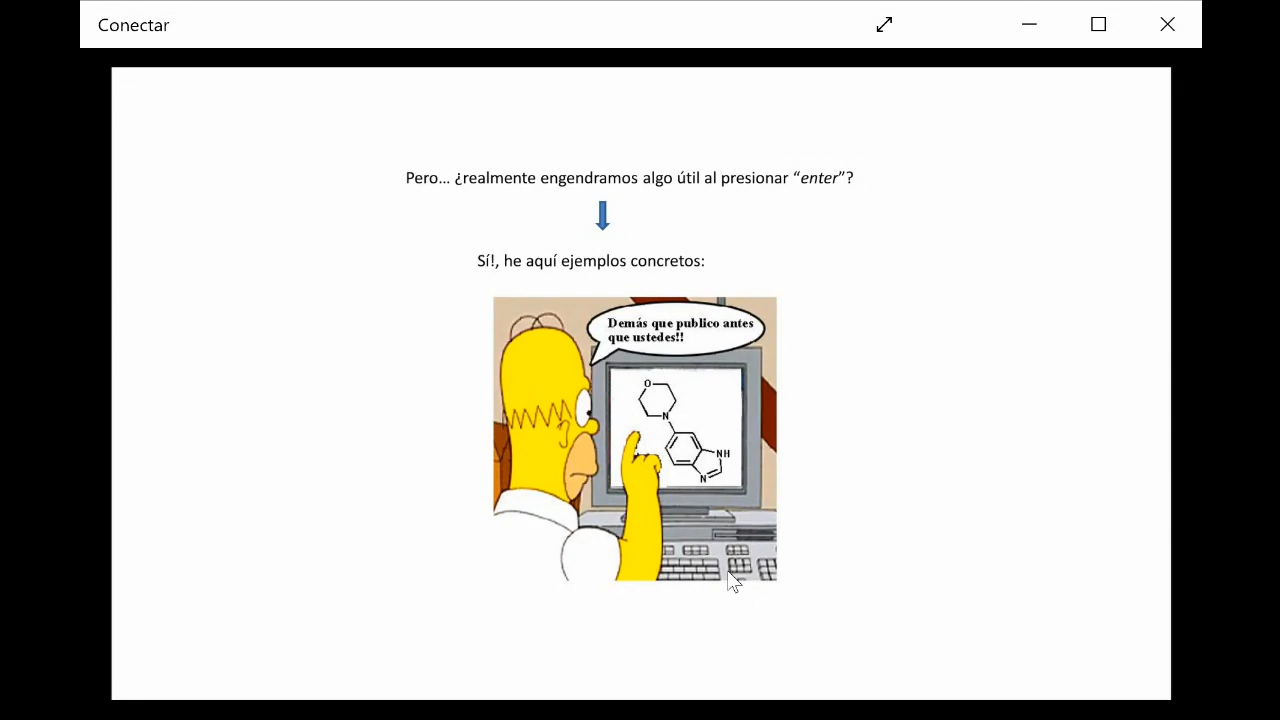 Conectar
Pero... ¿realmente engendramos algo útil al presionar “enter”?
Sí!, he aquí ejemplos concretos:
Demás que publico antes
que ustedes!!
O
N
NH
N